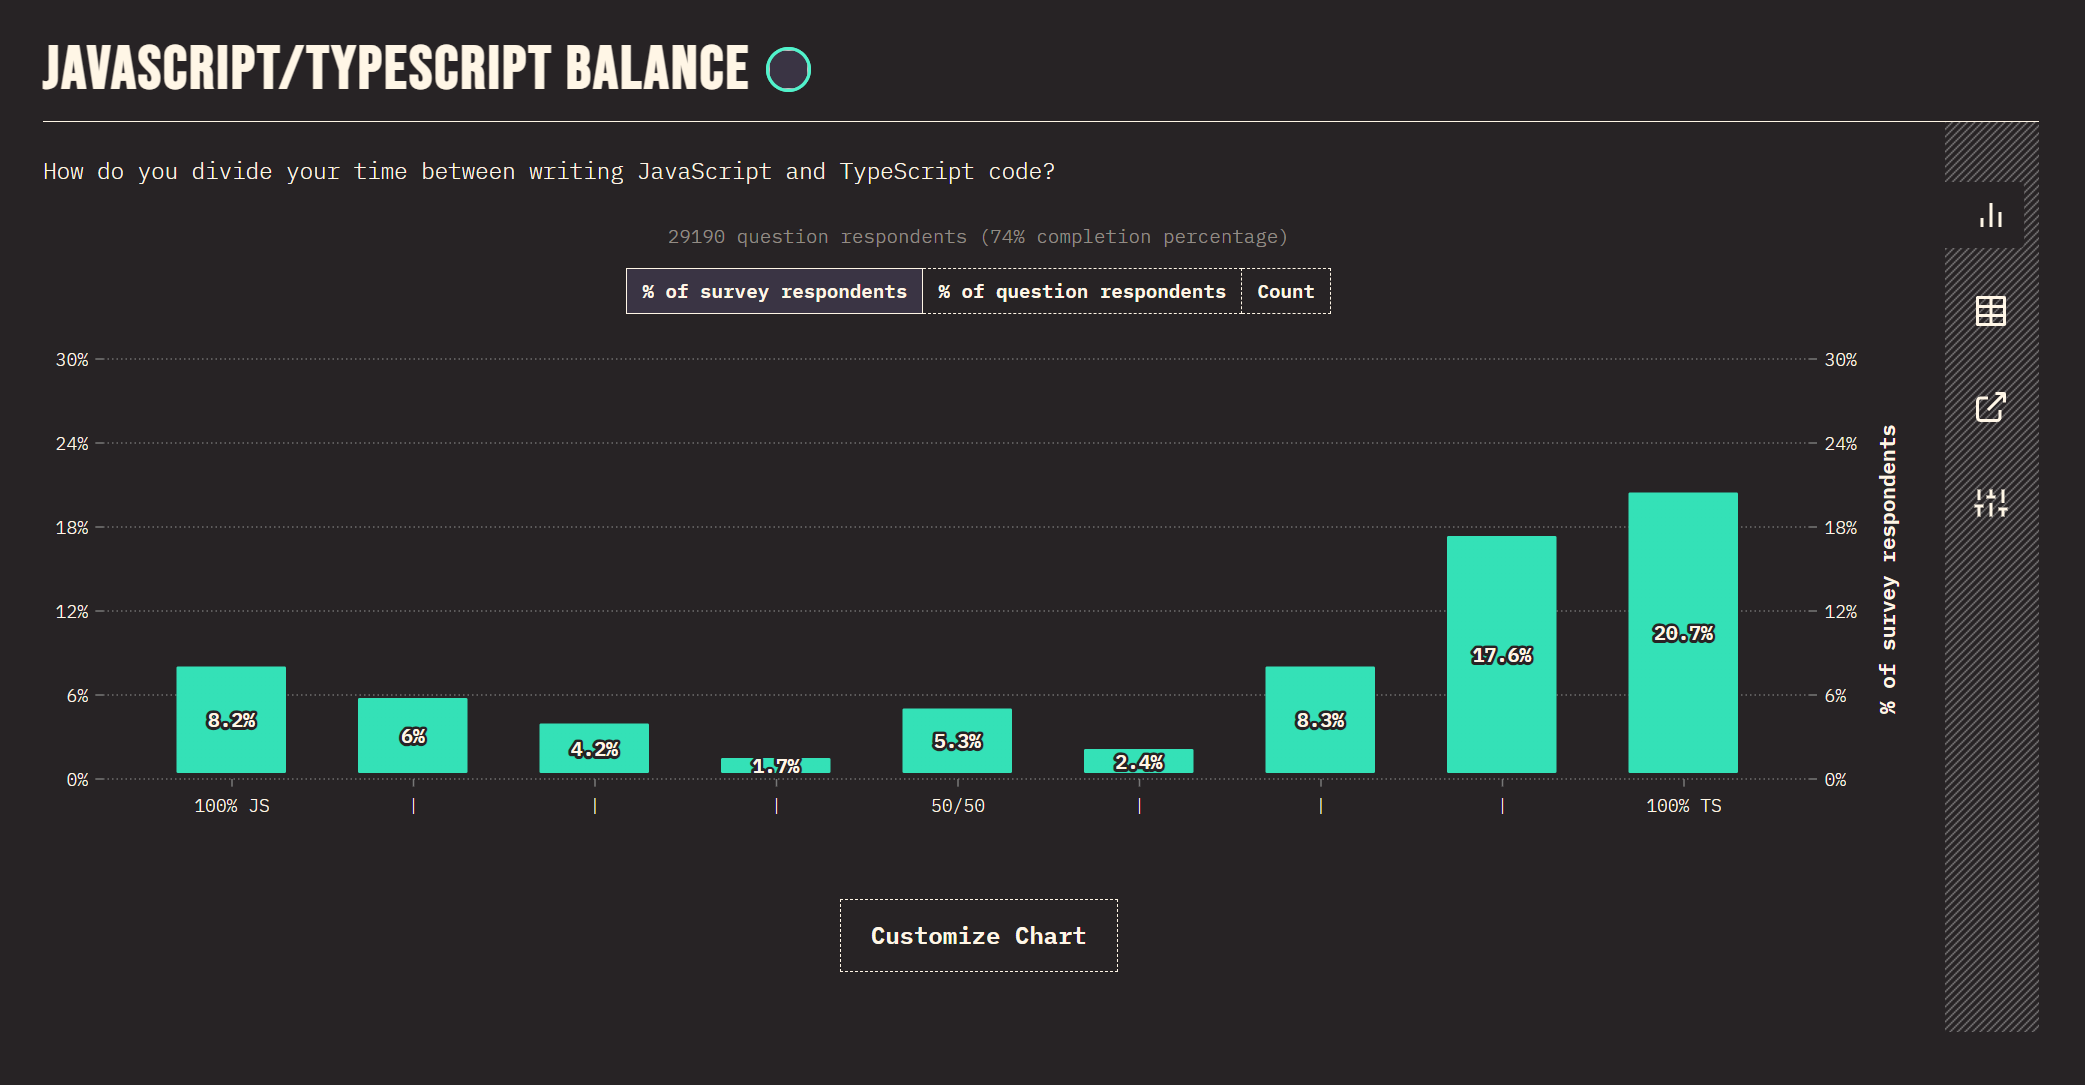 JAVASCRIPT/TYPESCRIPT BALANCE
How do you divide your time between writing JavaScript and TypeScript code?
29190 question respondents (74% completion percentage)
% of survey respondents % of question respondents Count
30% 30%
24% 24%
18% 18%
12% 12%
6% 6%
0% 0%
8.2% 6% 4.2% 1.7% 5.3% 2.4% 8.3% 17.6% 20.7%
100% JS | | | 50/50 | | | 100% TS
% of survey respondents
Customize Chart